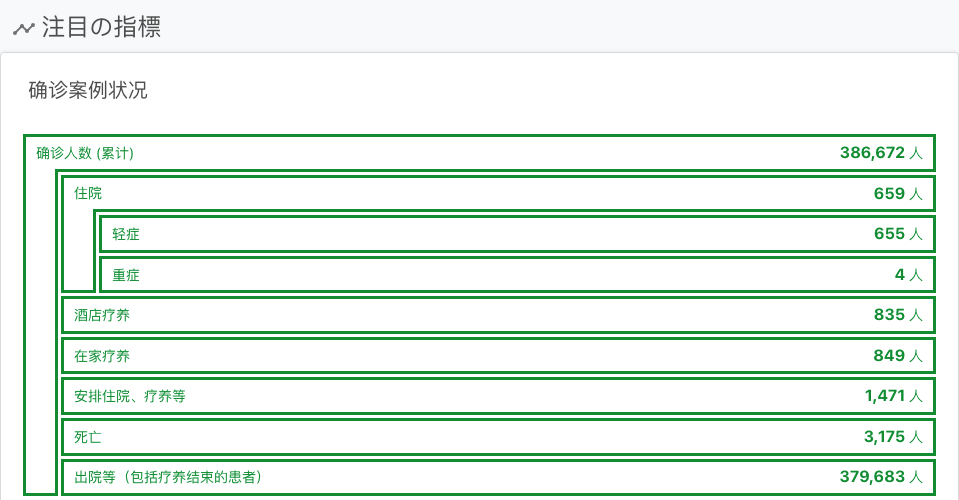 注目の指標
确诊案例状况
确诊人数 (累计) 386,672 人
住院 659 人
轻症 655 人
重症 4 人
酒店疗养 835 人
在家疗养 849 人
安排住院、疗养等 1,471 人
死亡 3,175 人
出院等（包括疗养结束的患者） 379,683 人